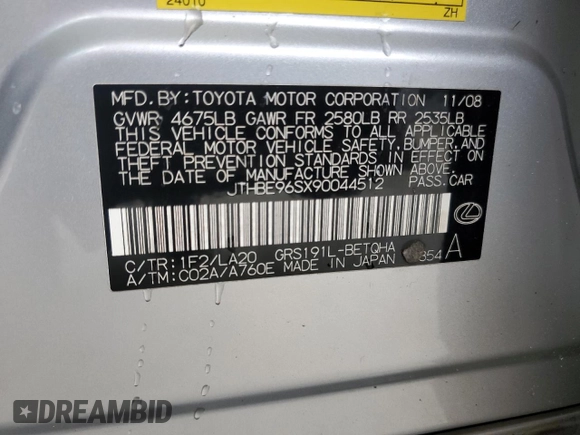 24010 ZH
MFD. BY: TOYOTA MOTOR CORPORATION 11/08
GVWR 4675LB GAWR FR 2580LB RR 2535LB
THIS VEHICLE CONFORMS TO ALL APPLICABLE
FEDERAL MOTOR VEHICLE SAFETY, BUMPER, AND
THEFT PREVENTION STANDARDS IN EFFECT ON
THE DATE OF MANUFACTURE SHOWN ABOVE.
JTHBE96SX90044512 PASS. CAR
C/TR: 1F2/LA20 GRS191L-BETQHA A
A/TM: C02A/A760E MADE IN JAPAN 354
DREAMBID